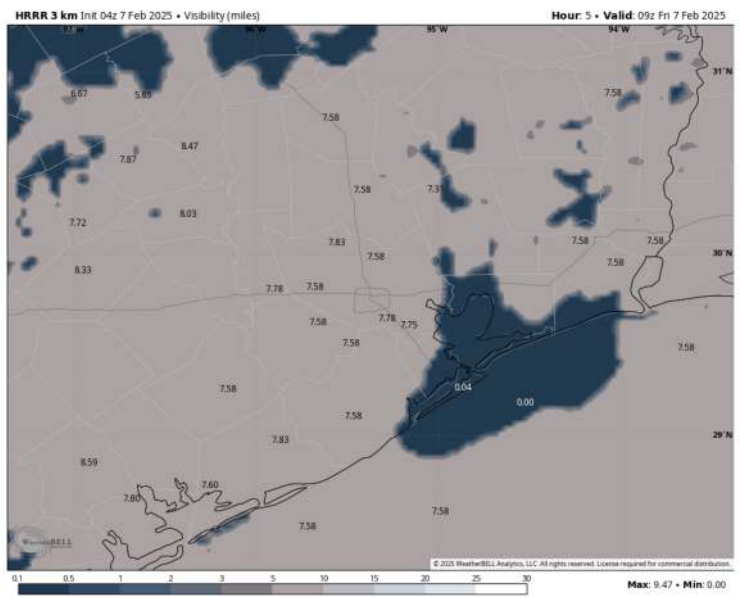 HRRR 3 km Init 04z 7 Feb 2025 • Visibility (miles) Hour: 5 • Valid: 09z Fri 7 Feb 2025
97°W 96°W 95°W 94°W
31°N
6.67 5.85 7.58
7.58
8.47
7.87
7.58 7.31
8.03
7.72
7.83 7.58 7.58
30°N
7.58 7.58
8.33
7.78 7.58
7.58 7.78 7.75
7.58 7.58
7.58 0.04
0.00
7.58
7.83 29°N
8.59
7.80 7.60
7.58 7.58
WeatherBELL
© 2025 WeatherBELL Analytics, LLC. All rights reserved. License required for commercial distribution.
0.1 0.5 1 2 3 5 10 15 20 25 30
Max: 9.47 • Min: 0.00